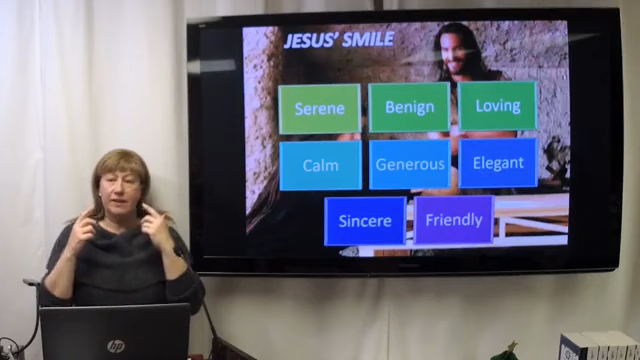 JESUS' SMILE
Serene Benign Loving
Calm Generous Elegant
Sincere Friendly
hp